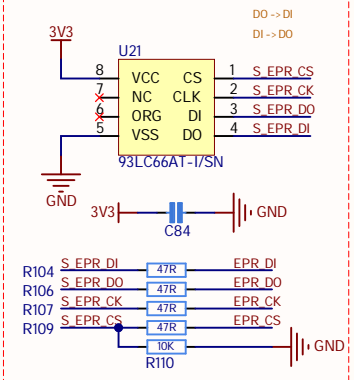 DO -> DI
DI -> DO
3V3
U21
8 VCC CS 1 S_EPR_CS
7 NC CLK 2 S_EPR_CK
6 ORG DI 3 S_EPR_DO
5 VSS DO 4 S_EPR_DI
93LC66AT-I/SN
GND
3V3 GND
C84
R104 S_EPR_DI 47R EPR_DI
R106 S_EPR_DO 47R EPR_DO
R107 S_EPR_CK 47R EPR_CK
R109 S_EPR_CS 47R EPR_CS
10K GND
R110